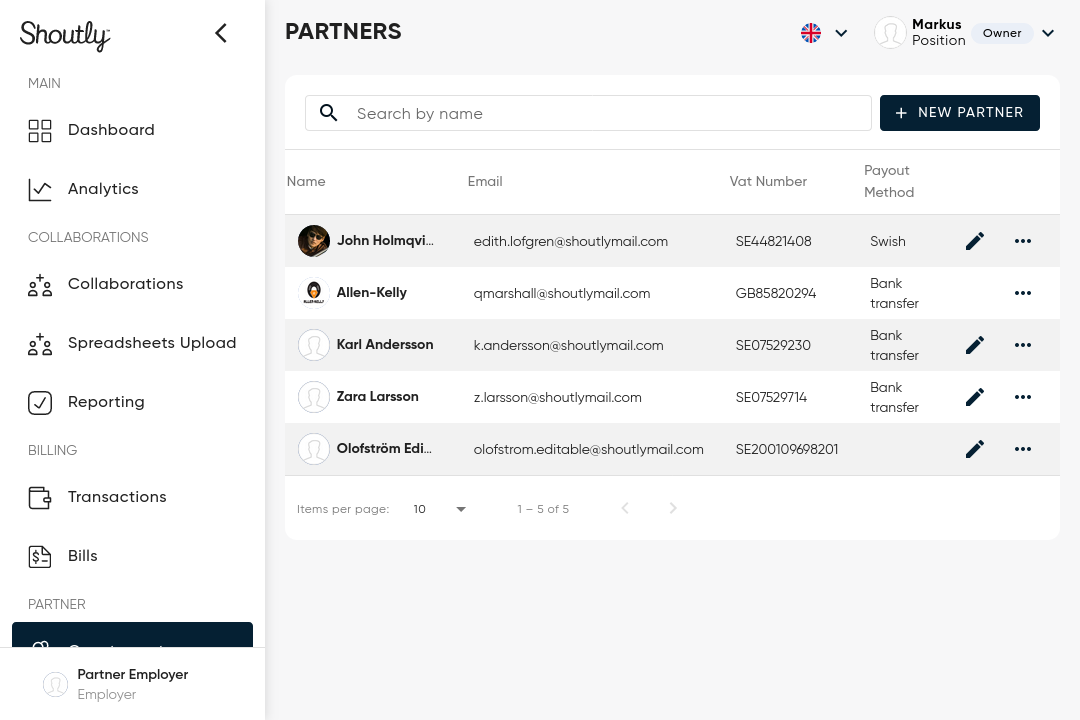 Shoutly
PARTNERS
Markus
Position
Owner
MAIN
Dashboard
Analytics
COLLABORATIONS
Collaborations
Spreadsheets Upload
Reporting
BILLING
Transactions
Bills
PARTNER
Partner Employer
Employer
Search by name
+ NEW PARTNER
Name Email Vat Number Payout Method
John Holmqvi... edith.lofgren@shoutlymail.com SE44821408 Swish
Allen-Kelly qmarshall@shoutlymail.com GB85820294 Bank transfer
Karl Andersson k.andersson@shoutlymail.com SE07529230 Bank transfer
Zara Larsson z.larsson@shoutlymail.com SE07529714 Bank transfer
Olofström Edi... olofstrom.editable@shoutlymail.com SE200109698201
Items per page: 10 1 – 5 of 5